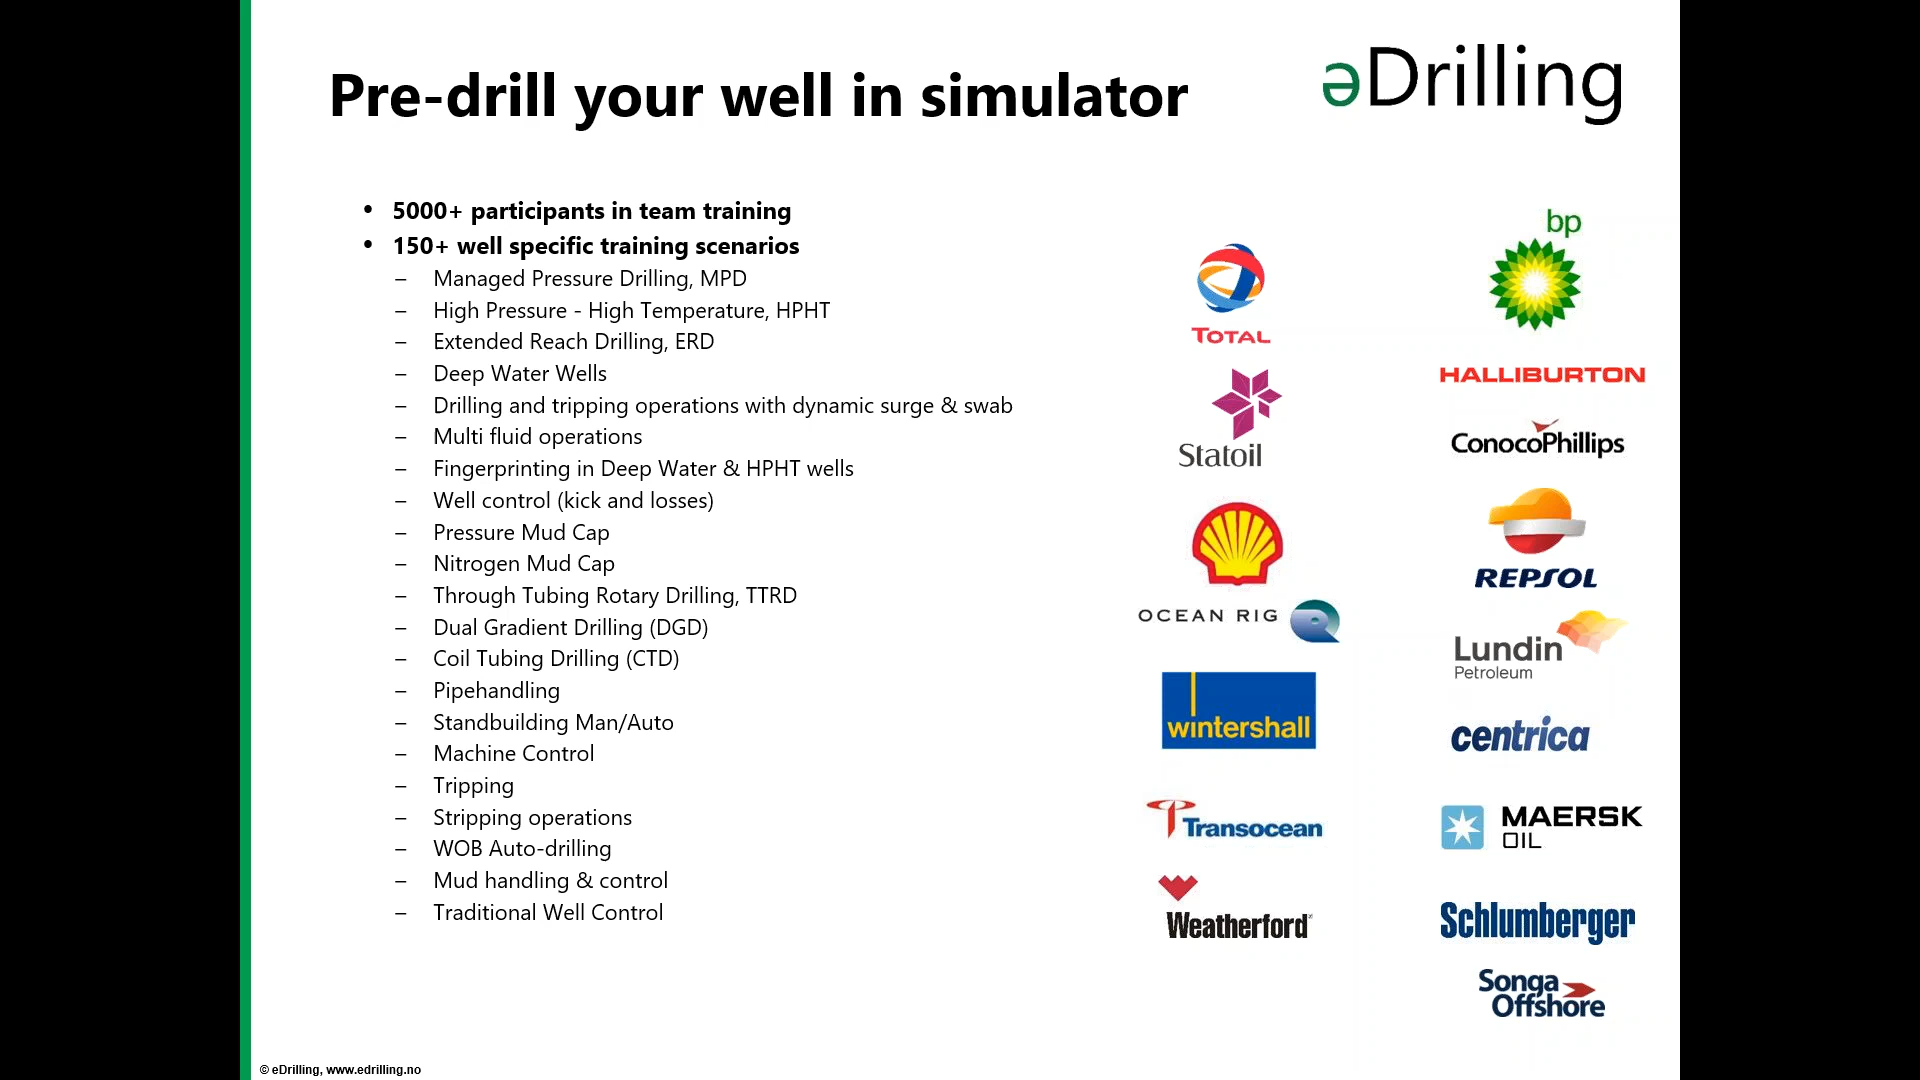 Pre-drill your well in simulator
əDrilling
• 5000+ participants in team training
• 150+ well specific training scenarios
– Managed Pressure Drilling, MPD
– High Pressure - High Temperature, HPHT
– Extended Reach Drilling, ERD
– Deep Water Wells
– Drilling and tripping operations with dynamic surge & swab
– Multi fluid operations
– Fingerprinting in Deep Water & HPHT wells
– Well control (kick and losses)
– Pressure Mud Cap
– Nitrogen Mud Cap
– Through Tubing Rotary Drilling, TTRD
– Dual Gradient Drilling (DGD)
– Coil Tubing Drilling (CTD)
– Pipehandling
– Standbuilding Man/Auto
– Machine Control
– Tripping
– Stripping operations
– WOB Auto-drilling
– Mud handling & control
– Traditional Well Control
TOTAL
Statoil
OCEAN RIG
wintershall
Transocean
Weatherford
bp
HALLIBURTON
ConocoPhillips
REPSOL
Lundin
Petroleum
centrica
MAERSK
OIL
Schlumberger
Songa
Offshore
© eDrilling, www.edrilling.no